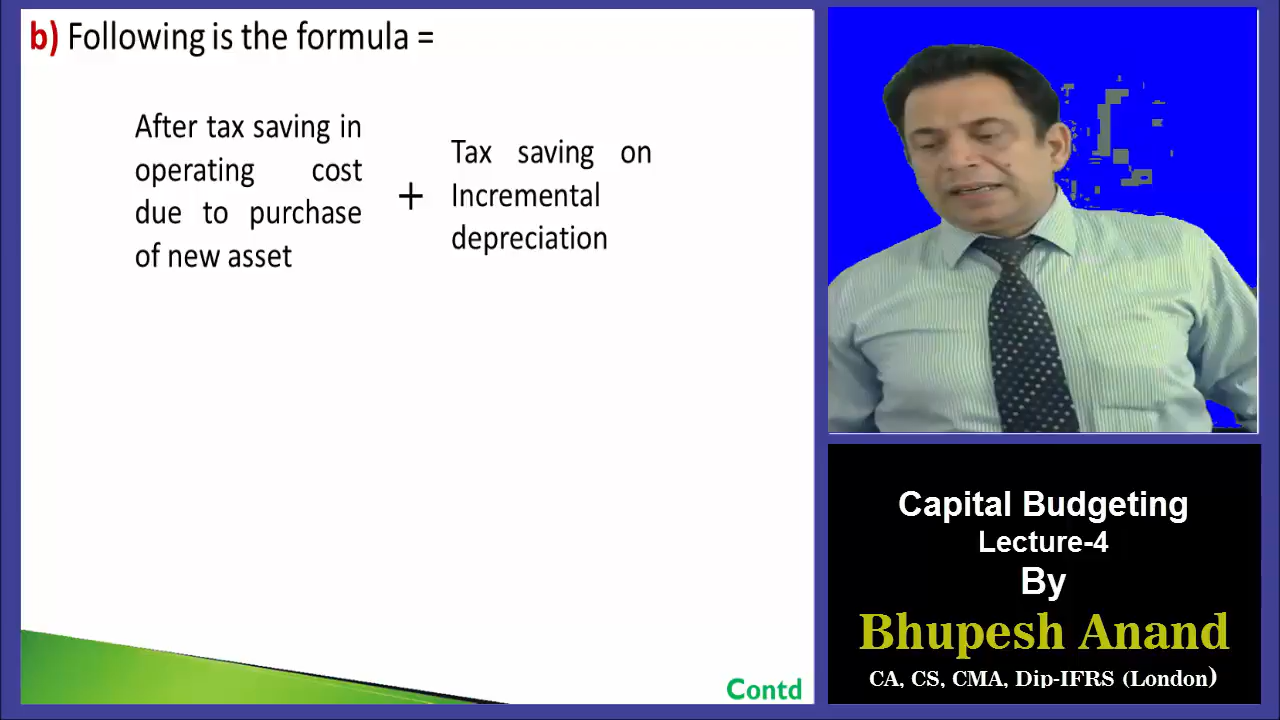 b) Following is the formula =
After tax saving in
operating cost
due to purchase
of new asset
+
Tax saving on
Incremental
depreciation
Contd
Capital Budgeting
Lecture-4
By
Bhupesh Anand
CA, CS, CMA, Dip-IFRS (London)